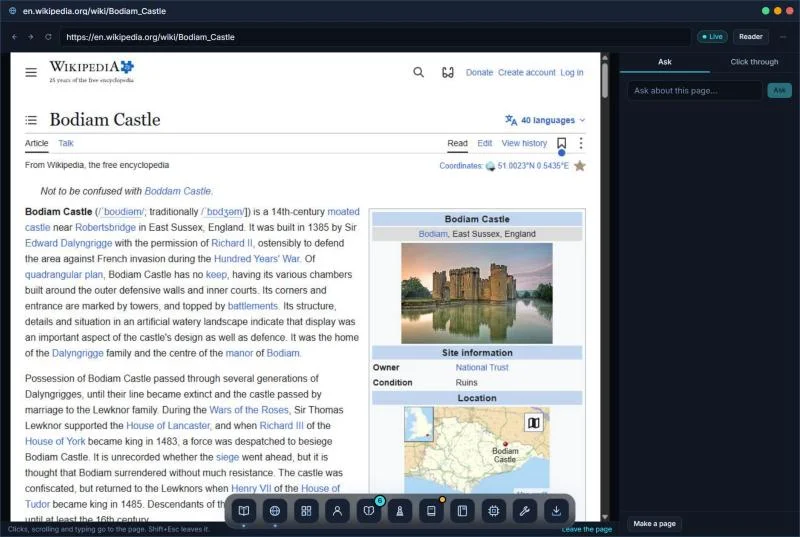 en.wikipedia.org/wiki/Bodiam_Castle
https://en.wikipedia.org/wiki/Bodiam_Castle
Live
Reader
WIKIPEDIA
25 years of the free encyclopedia
Donate Create account Log in
Ask
Click through
Ask about this page...
Ask
Bodiam Castle
40 languages
Article Talk
Read Edit View history
From Wikipedia, the free encyclopedia
Coordinates: 51.0023°N 0.5435°E
Not to be confused with Boddam Castle.
Bodiam Castle (/ˈboʊdiəm/; traditionally /ˈbɒdʒəm/]) is a 14th-century moated
castle near Robertsbridge in East Sussex, England. It was built in 1385 by Sir
Edward Dalyngrigge with the permission of Richard II, ostensibly to defend
the area against French invasion during the Hundred Years' War. Of
quadrangular plan, Bodiam Castle has no keep, having its various chambers
built around the outer defensive walls and inner courts. Its corners and
entrance are marked by towers, and topped by battlements. Its structure,
details and situation in an artificial watery landscape indicate that display was
an important aspect of the castle's design as well as defence. It was the home
of the Dalyngrigge family and the centre of the manor of Bodiam.
Possession of Bodiam Castle passed through several generations of
Dalyngrigges, until their line became extinct and the castle passed by
marriage to the Lewknor family. During the Wars of the Roses, Sir Thomas
Lewknor supported the House of Lancaster, and when Richard III of the
House of York became king in 1483, a force was despatched to besiege
Bodiam Castle. It is unrecorded whether the siege went ahead, but it is
thought that Bodiam surrendered without much resistance. The castle was
confiscated, but returned to the Lewknors when Henry VII of the House of
Tudor became king in 1485. Descendants of th
until at least the 16th century.
Bodiam Castle
Bodiam, East Sussex, England
Site information
Owner National Trust
Condition Ruins
Location
Bodiam
Castle
6
Clicks, scrolling and typing go to the page. Shift+Esc leaves it.
Leave the page
Make a page